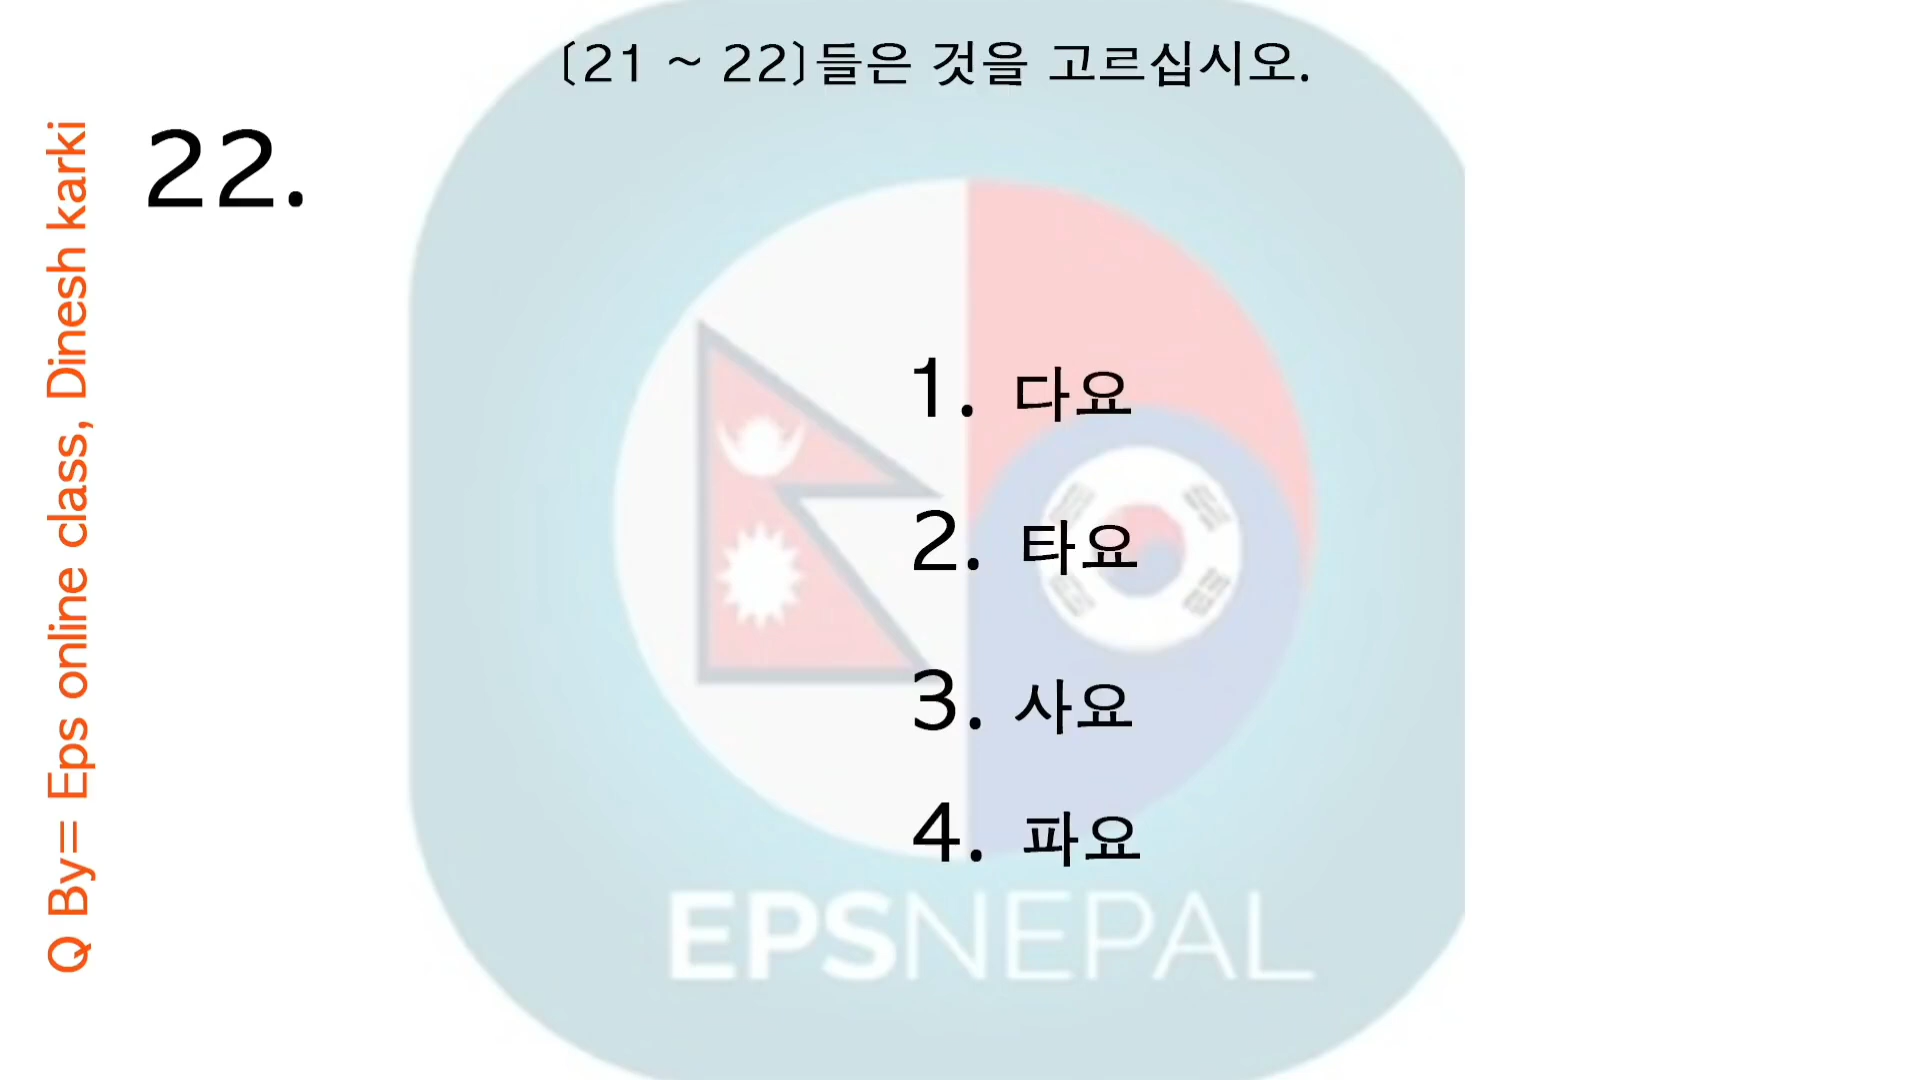 〔21 ~ 22〕들은 것을 고르십시오.
22.
1. 다요
2. 타요
3. 사요
4. 파요
Q By= Eps online class, Dinesh karki
EPSNEPAL